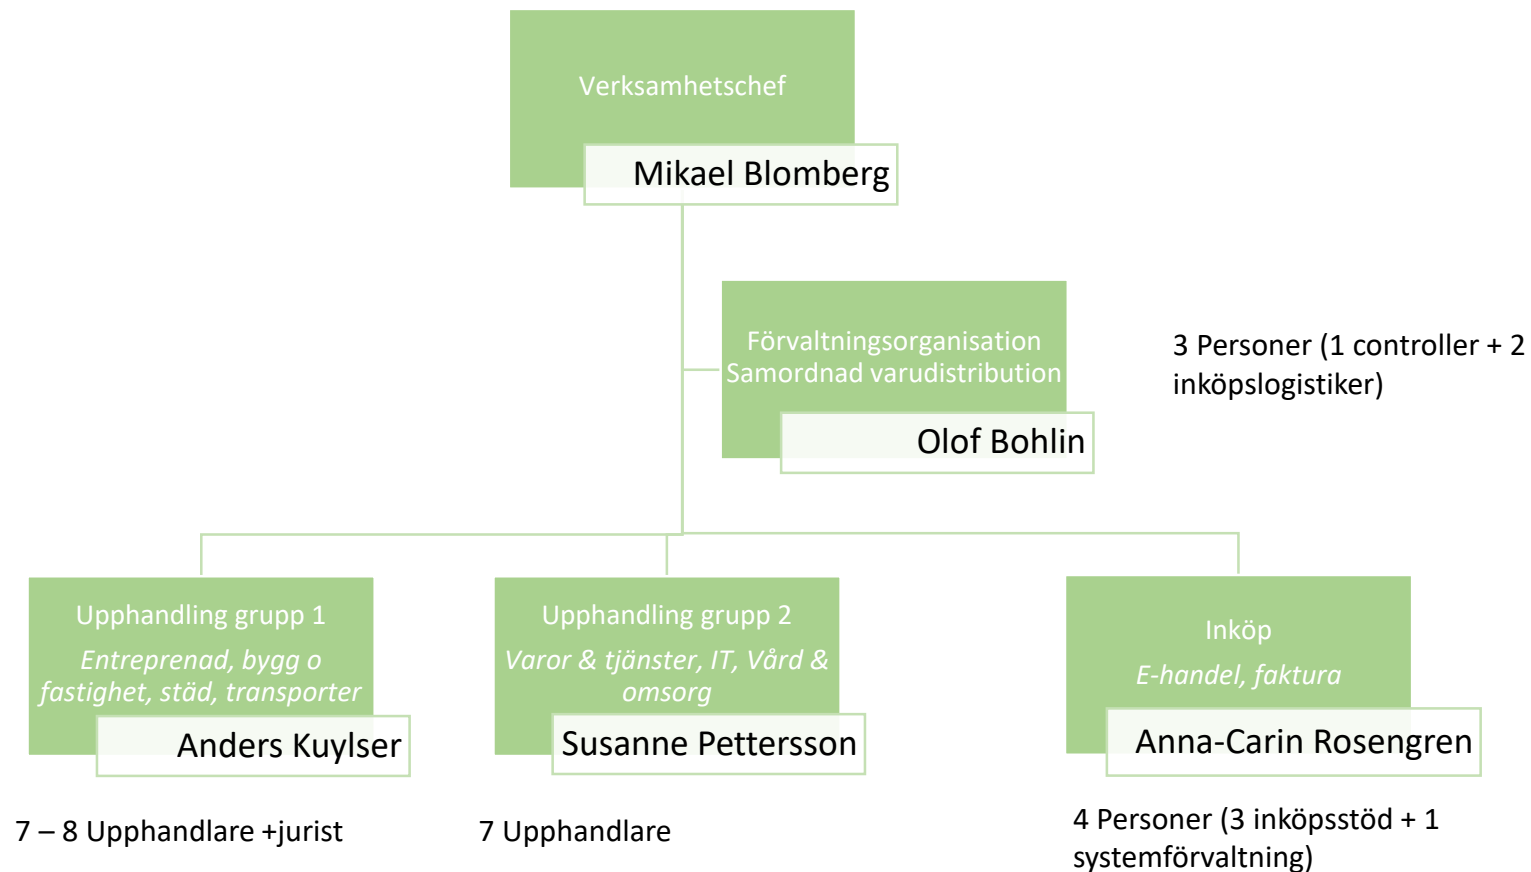 Verksamhetschef
Mikael Blomberg
Förvaltningsorganisation
Samordnad varudistribution
Olof Bohlin
3 Personer (1 controller + 2
inköpslogistiker)
Upphandling grupp 1
Entreprenad, bygg o
fastighet, städ, transporter
Anders Kuylser
7 – 8 Upphandlare +jurist
Upphandling grupp 2
Varor & tjänster, IT, Vård &
omsorg
Susanne Pettersson
7 Upphandlare
Inköp
E-handel, faktura
Anna-Carin Rosengren
4 Personer (3 inköpsstöd + 1
systemförvaltning)